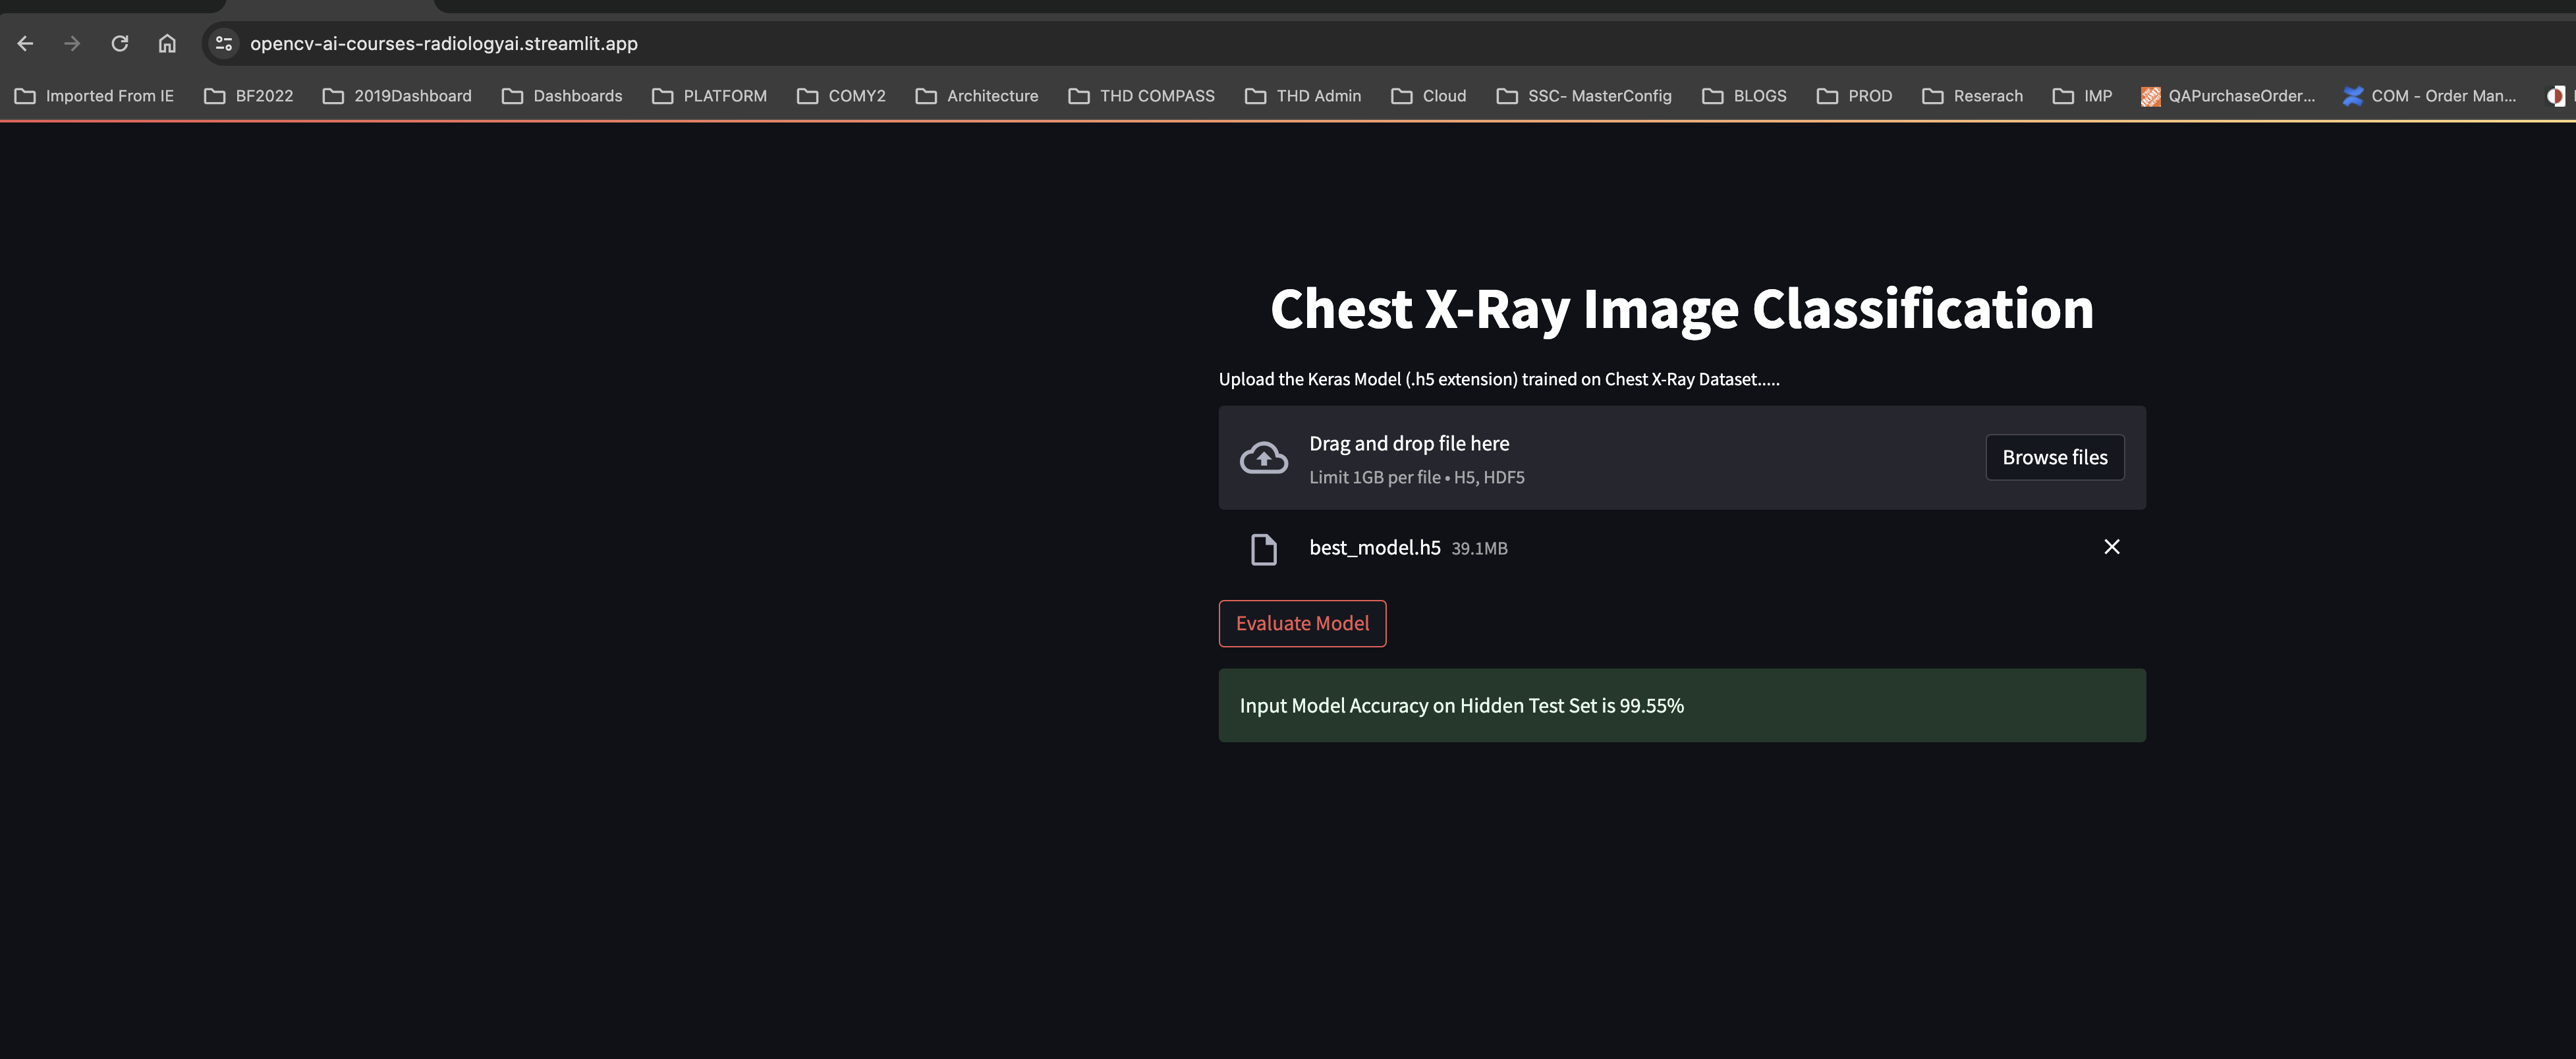 opencv-ai-courses-radiologyai.streamlit.app
Imported From IE BF2022 2019Dashboard Dashboards PLATFORM COMY2 Architecture THD COMPASS THD Admin Cloud SSC- MasterConfig BLOGS PROD Reserach IMP QAPurchaseOrder... COM - Order Man...
Chest X-Ray Image Classification
Upload the Keras Model (.h5 extension) trained on Chest X-Ray Dataset.....
Drag and drop file here
Limit 1GB per file • H5, HDF5
Browse files
best_model.h5 39.1MB
Evaluate Model
Input Model Accuracy on Hidden Test Set is 99.55%